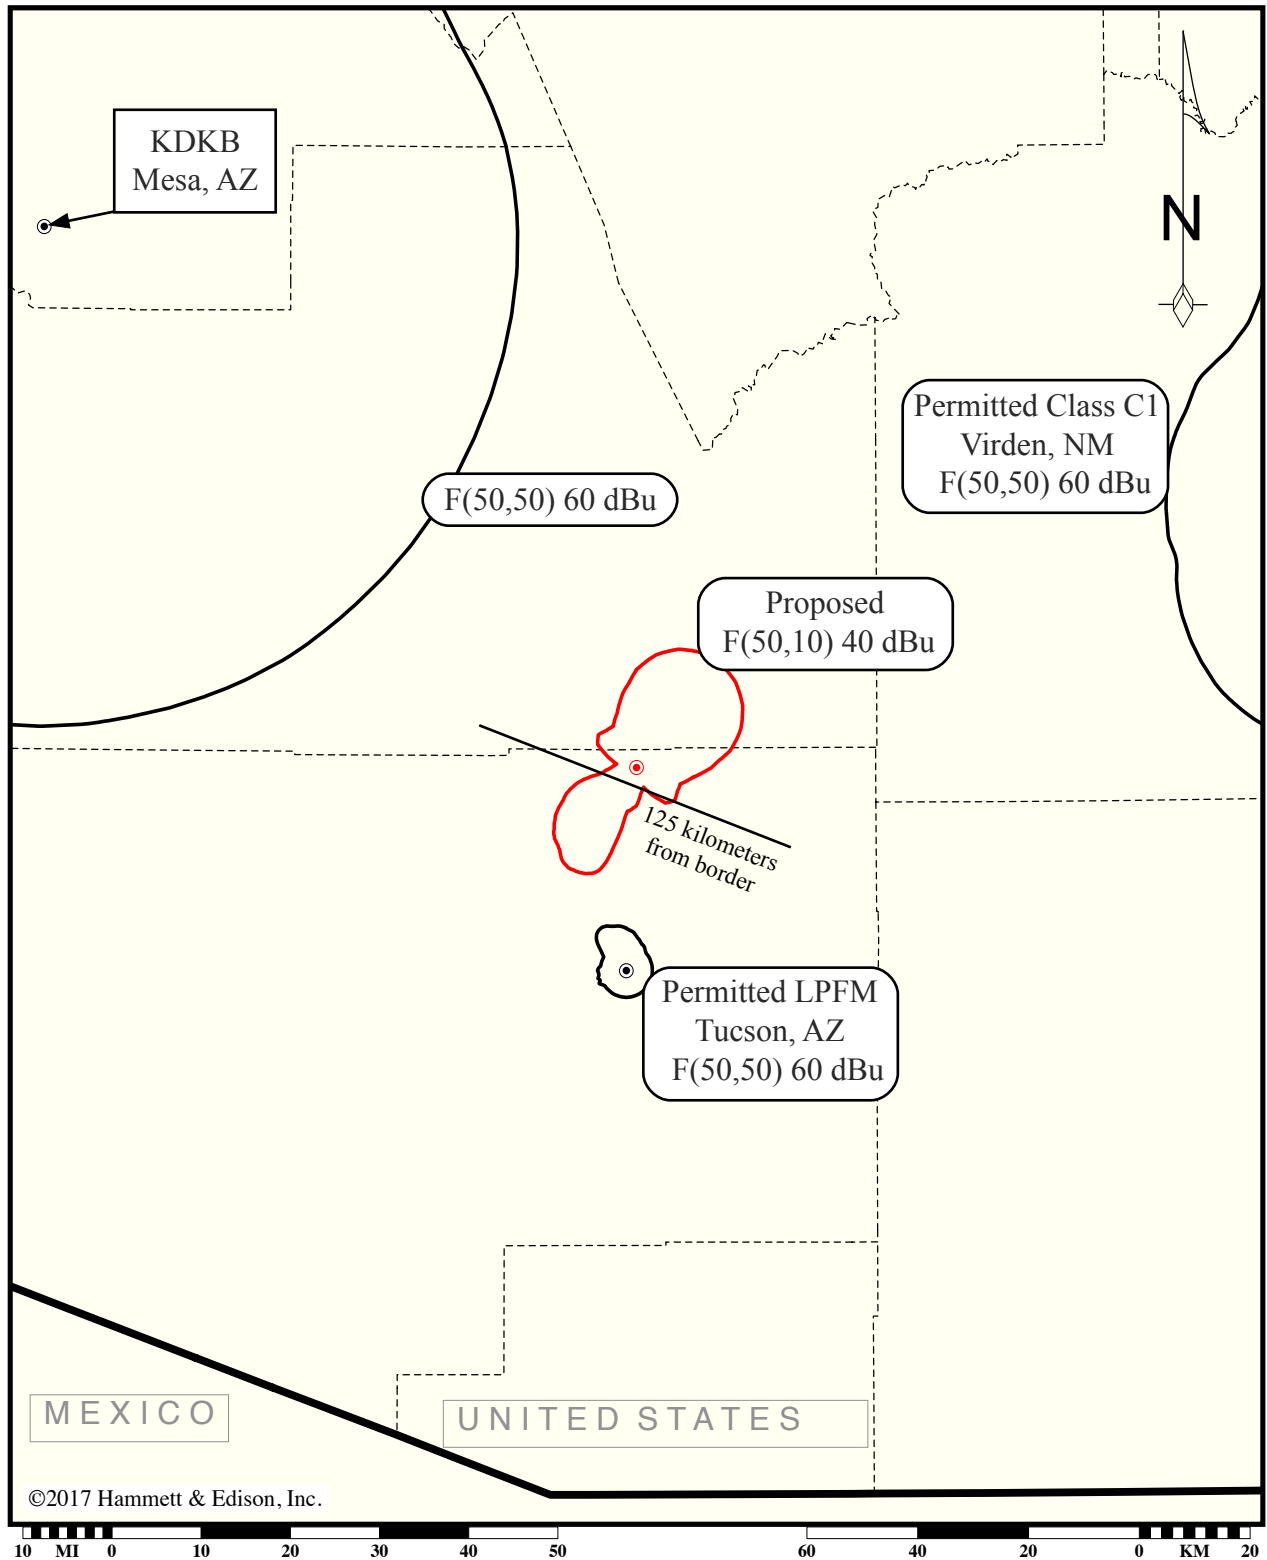 KDKB
Mesa, AZ
N
Permitted Class C1
Virden, NM
F(50,50) 60 dBu
F(50,50) 60 dBu
Proposed
F(50,10) 40 dBu
125 kilometers
from border
Permitted LPFM
Tucson, AZ
F(50,50) 60 dBu
MEXICO
UNITED STATES
©2017 Hammett & Edison, Inc.
10 MI 0 10 20 30 40 50 60 40 20 0 KM 20